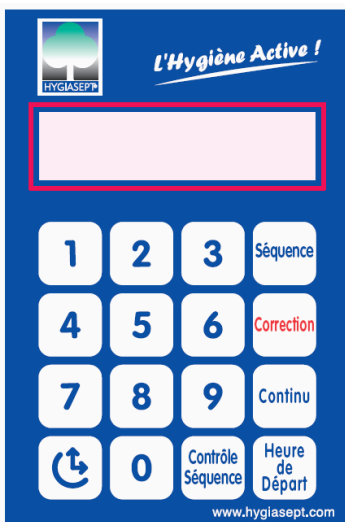 L'Hygiène Active !
HYGIASEPT
1 2 3 Séquence
4 5 6 Correction
7 8 9 Continu
0
Contrôle
Séquence
Heure
de
Départ
www.hygiasept.com